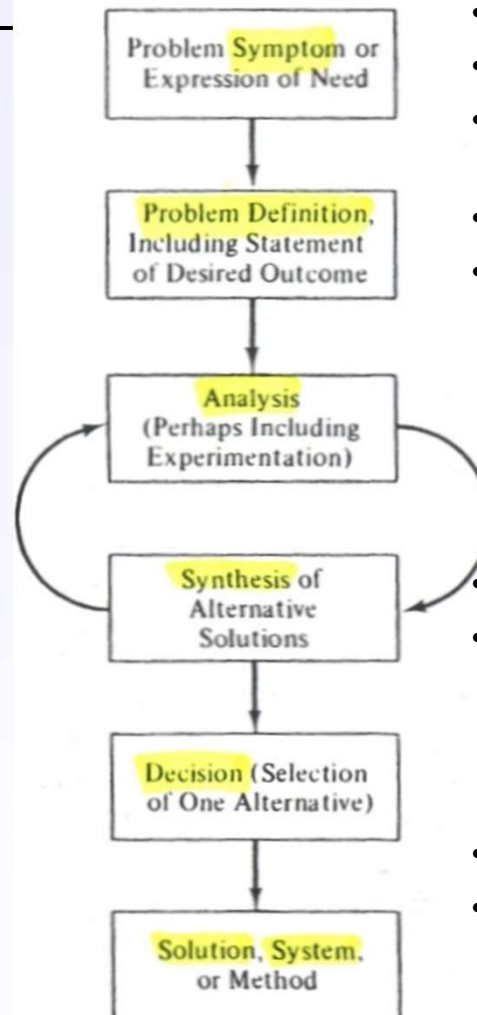 Problem Symptom or
Expression of Need
Problem Definition,
Including Statement
of Desired Outcome
Analysis
(Perhaps Including
Experimentation)
Synthesis of
Alternative
Solutions
Decision (Selection
of One Alternative)
Solution, System,
or Method